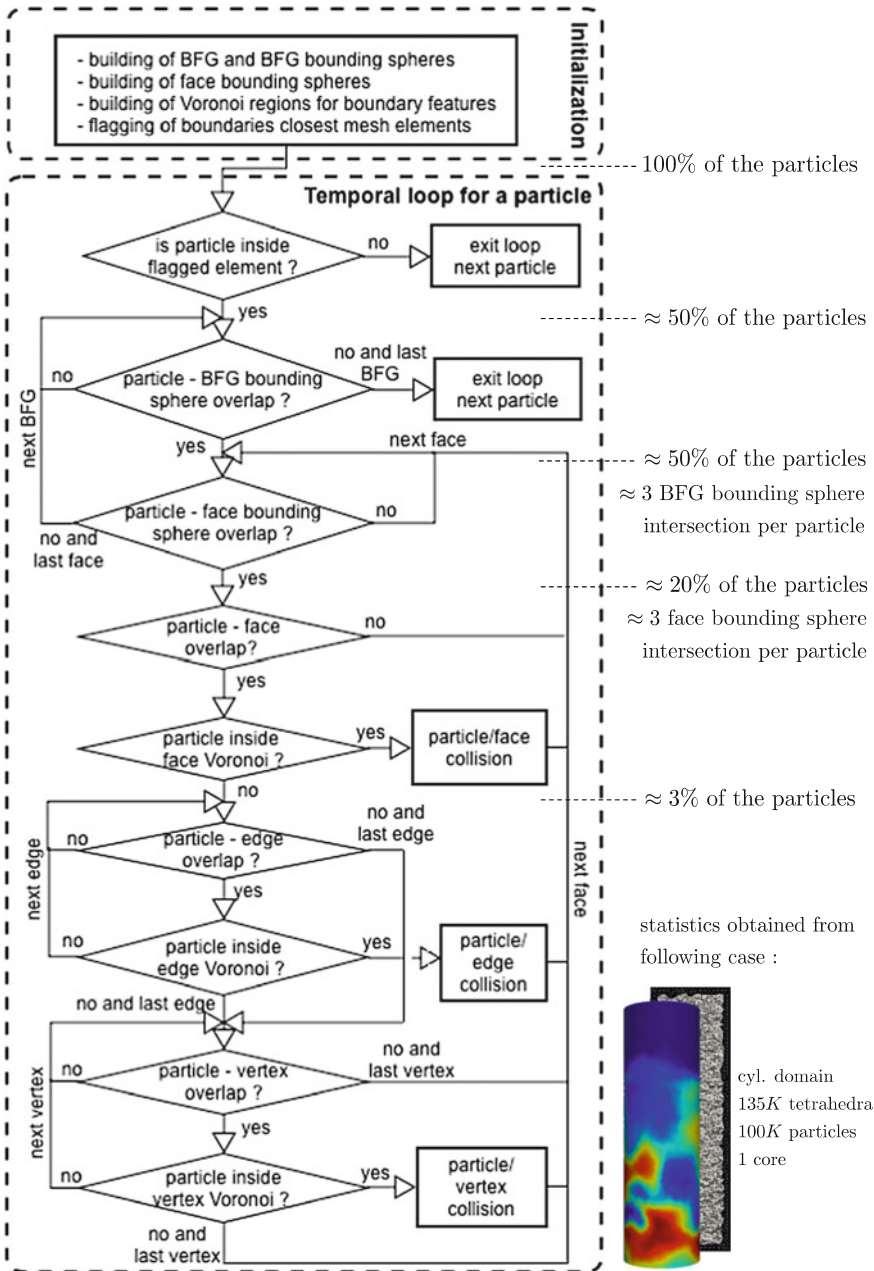 - building of BFG and BFG bounding spheres
- building of face bounding spheres
- building of Voronoi regions for boundary features
- flagging of boundaries closest mesh elements
Initialization
100% of the particles
Temporal loop for a particle
is particle inside
flagged element ?
no
exit loop
next particle
yes
≈ 50% of the particles
no
particle - BFG bounding
sphere overlap ?
no and last
BFG
exit loop
next particle
next BFG
yes
next face
≈ 50% of the particles
≈ 3 BFG bounding sphere
intersection per particle
particle - face bounding
sphere overlap ?
no
no and
last face
yes
≈ 20% of the particles
≈ 3 face bounding sphere
intersection per particle
particle - face
overlap?
no
yes
particle inside
face Voronoi ?
yes
particle/face
collision
no
≈ 3% of the particles
no
particle - edge
overlap ?
no and
last edge
next edge
yes
next face
no
particle inside
edge Voronoi ?
yes
particle/
edge
collision
no and last edge
statistics obtained from
following case :
no
particle - vertex
overlap ?
no and
last vertex
next vertex
yes
no
particle inside
vertex Voronoi ?
yes
particle/
vertex
collision
no and
last vertex
cyl. domain
135K tetrahedra
100K particles
1 core